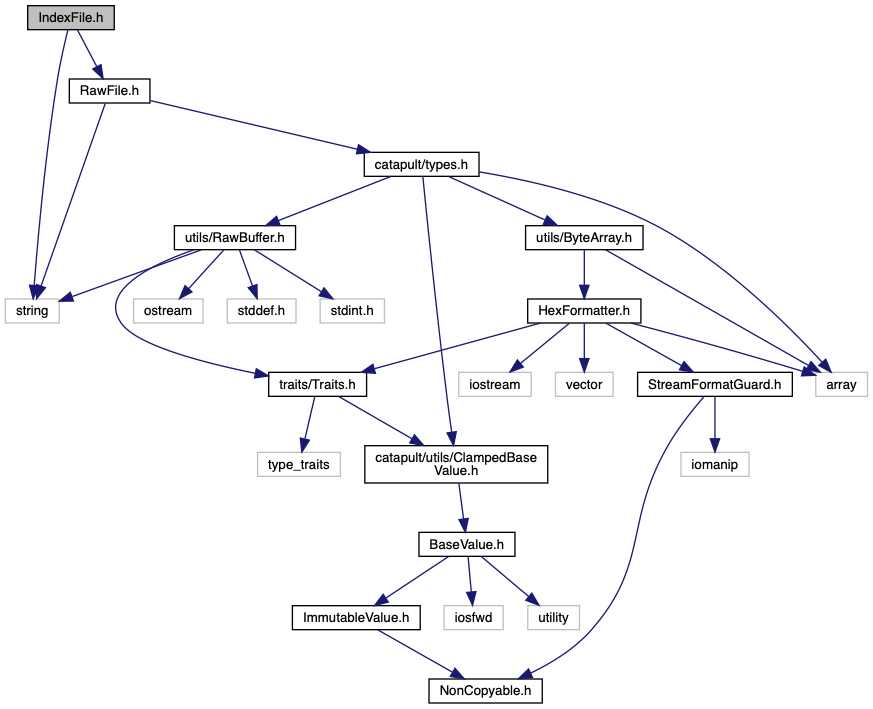 IndexFile.h
RawFile.h
catapult/types.h
utils/RawBuffer.h
utils/ByteArray.h
string
ostream
stddef.h
stdint.h
HexFormatter.h
traits/Traits.h
iostream
vector
StreamFormatGuard.h
array
type_traits
catapult/utils/ClampedBase
Value.h
iomanip
BaseValue.h
ImmutableValue.h
iosfwd
utility
NonCopyable.h